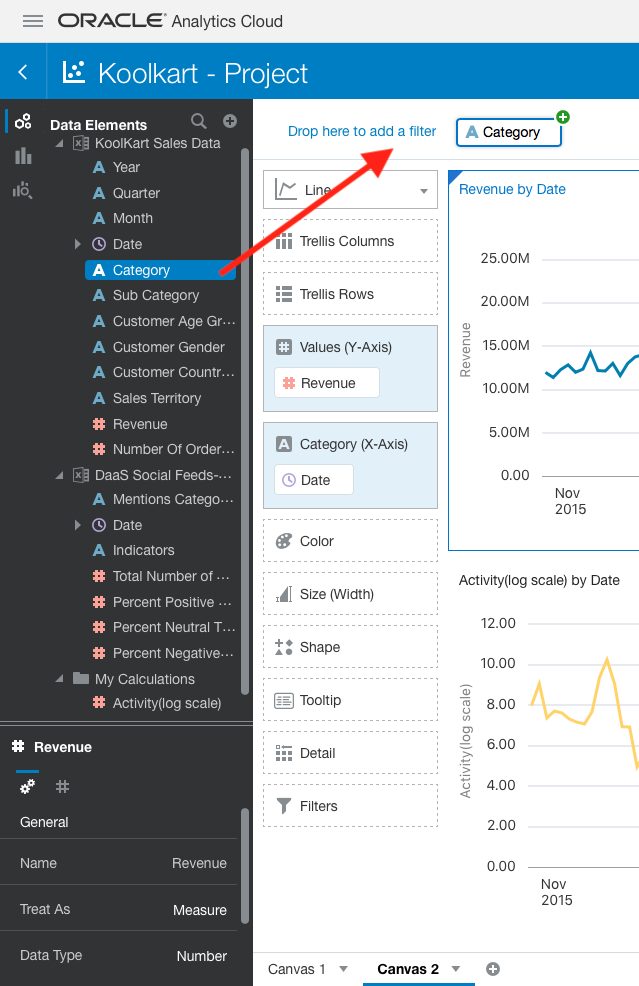 ORACLE® Analytics Cloud
Koolkart - Project
Data Elements
KoolKart Sales Data
A Year
A Quarter
A Month
Date
A Category
A Sub Category
A Customer Age Gr···
A Customer Gender
A Customer Countr···
A Sales Territory
# Revenue
# Number Of Order···
DaaS Social Feeds-···
A Mentions Catego···
Date
A Indicators
# Total Number of ···
# Percent Positive ···
# Percent Neutral T···
# Percent Negative···
My Calculations
# Activity(log scale)
# Revenue
#
General
Name Revenue
Treat As Measure
Data Type Number
Drop here to add a filter
A Category
Line
Trellis Columns
Trellis Rows
# Values (Y-Axis)
# Revenue
A Category (X-Axis)
Date
Color
Size (Width)
Shape
Tooltip
Detail
Filters
Revenue by Date
Revenue
25.00M
20.00M
15.00M
10.00M
5.00M
0.00
Nov
2015
Activity(log scale) by Date
Activity(log scale)
12.00
10.00
8.00
6.00
4.00
2.00
0.00
Nov
2015
Canvas 1
Canvas 2